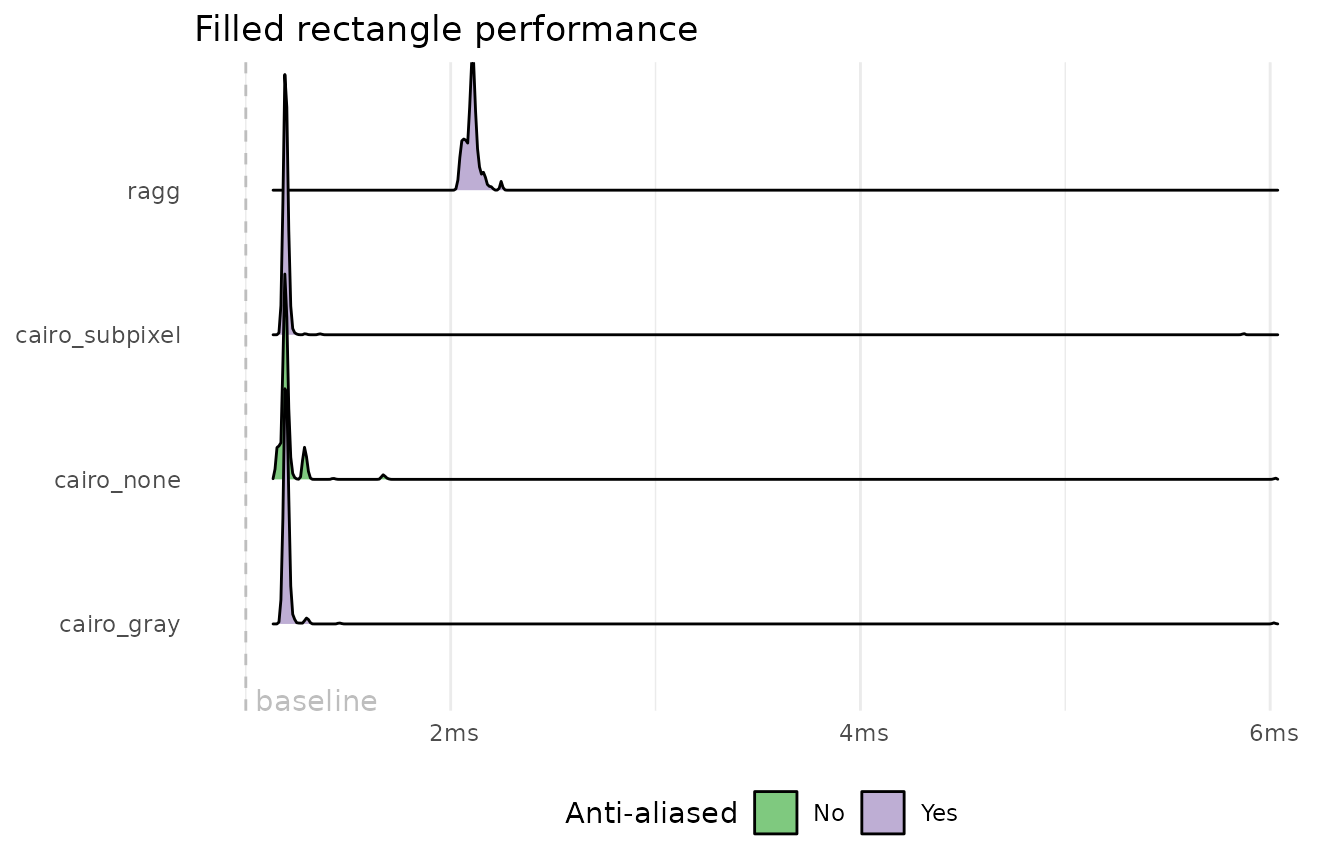 Filled rectangle performance
ragg
cairo_subpixel
cairo_none
cairo_gray
baseline
2ms 4ms 6ms
Anti-aliased No Yes